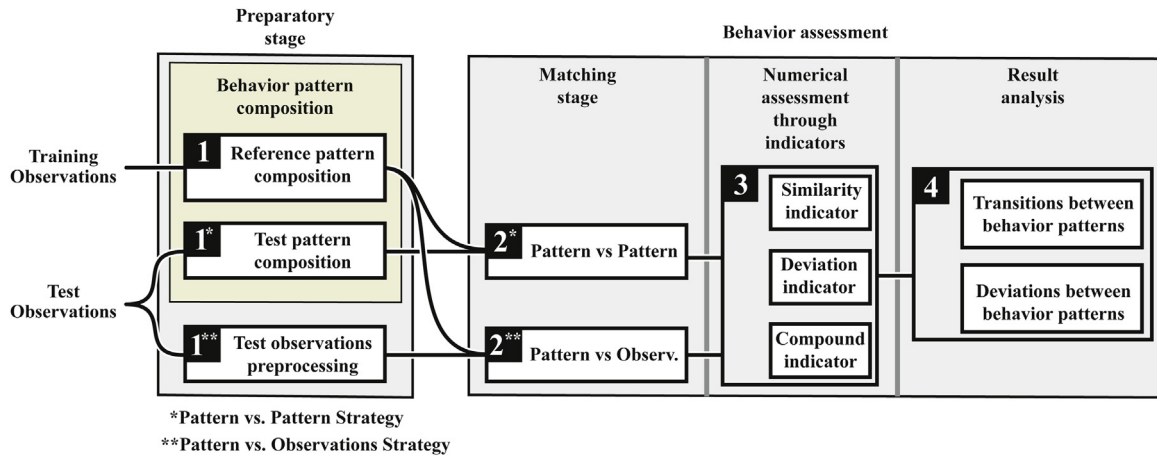 Preparatory
stage
Behavior assessment
Behavior pattern
composition
Matching
stage
Numerical
assessment
through
indicators
Result
analysis
Training
Observations
1
Reference pattern
composition
1*
Test pattern
composition
Test
Observations
1**
Test observations
preprocessing
2*
Pattern vs Pattern
2**
Pattern vs Observ.
3
Similarity
indicator
Deviation
indicator
Compound
indicator
4
Transitions between
behavior patterns
Deviations between
behavior patterns
*Pattern vs. Pattern Strategy
**Pattern vs. Observations Strategy